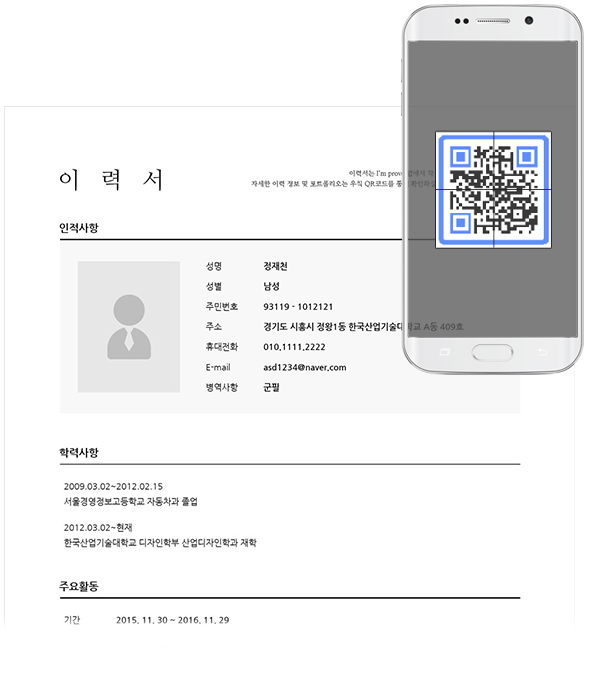 이 력 서
이력서는 I'm prove 앱에서 작
자세한 이력 정보 및 포트폴리오는 우칙 QR코드를 통 확인하실
인적사항
성명 정재천
성별 남성
주민번호 93119 - 1012121
주소 경기도 시흥시 정왕1동 한국산업기술대학교 A동 409호
휴대전화 010.1111.2222
E-mail asd1234@naver.com
병역사항 군필
학력사항
2009.03.02~2012.02.15
서울경영정보고등학교 자동차과 졸업
2012.03.02~현재
한국산업기술대학교 디자인학부 산업디자인학과 재학
주요활동
기간 2015. 11. 30 ~ 2016. 11. 29